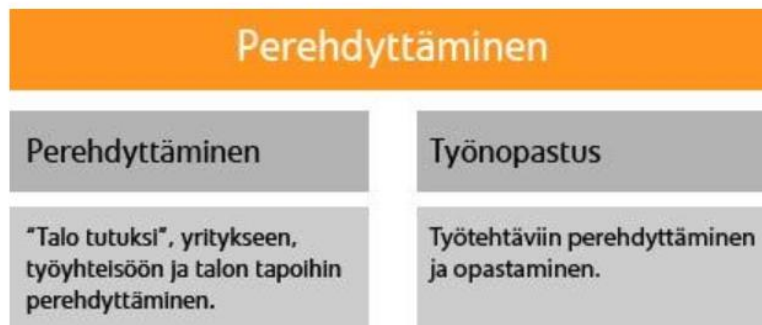 Perehdyttäminen
Perehdyttäminen
"Talo tutuksi", yritykseen,
työyhteisöön ja talon tapoihin
perehdyttäminen.
Työnopastus
Työtehtäviin perehdyttäminen
ja opastaminen.